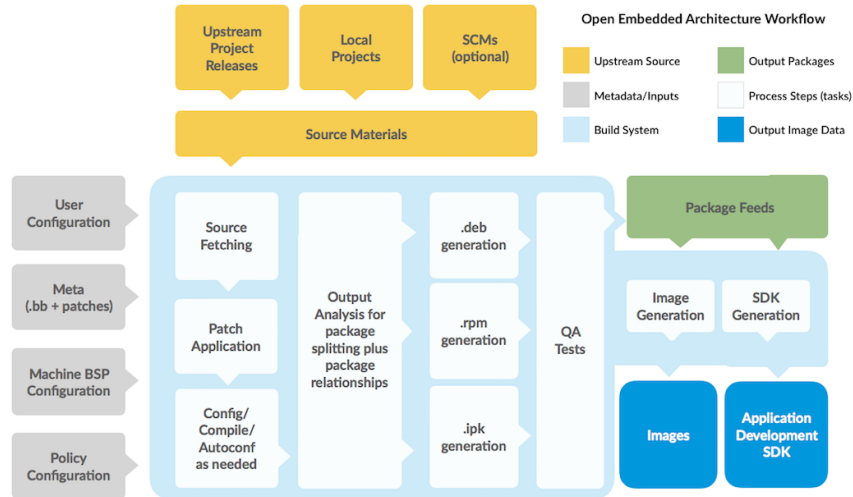 Upstream
Project
Releases
Local
Projects
SCMs
(optional)
Source Materials
Open Embedded Architecture Workflow
Upstream Source
Output Packages
Metadata/Inputs
Process Steps (tasks)
Build System
Output Image Data
User
Configuration
Meta
(.bb + patches)
Machine BSP
Configuration
Policy
Configuration
Source
Fetching
Patch
Application
Config/
Compile/
Autoconf
as needed
Output
Analysis for
package
splitting plus
package
relationships
.deb
generation
.rpm
generation
.ipk
generation
QA
Tests
Package Feeds
Image
Generation
SDK
Generation
Images
Application
Development
SDK